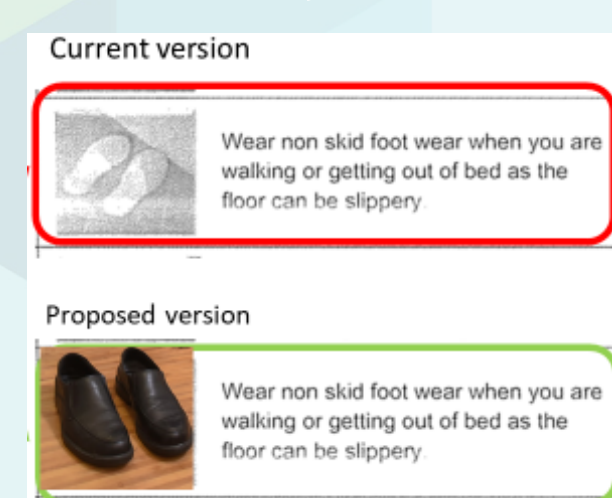 Current version
Wear non skid foot wear when you are
walking or getting out of bed as the
floor can be slippery.
Proposed version
Wear non skid foot wear when you are
walking or getting out of bed as the
floor can be slippery.